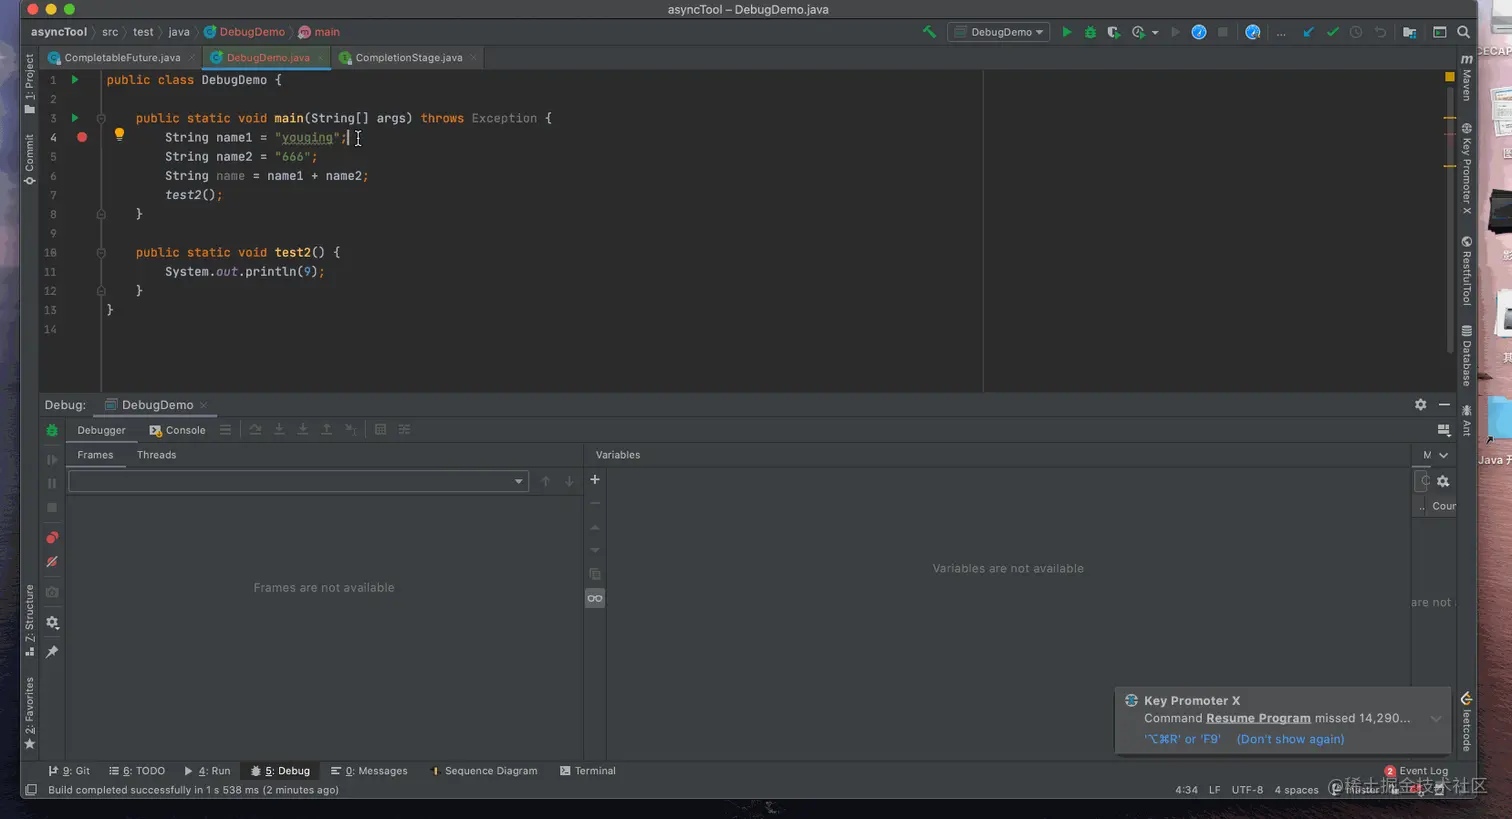 asyncTool – DebugDemo.java
asyncTool src test java DebugDemo main DebugDemo ...
CompletableFuture.java DebugDemo.java CompletionStage.java
1 public class DebugDemo {
2
3 public static void main(String[] args) throws Exception {
4 String name1 = "youqing";
5 String name2 = "666";
6 String name = name1 + name2;
7 test2();
8 }
9
10 public static void test2() {
11 System.out.println(9);
12 }
13 }
14
1: Project
Commit
Z: Structure
2: Favorites
m
Maven
Key Promoter X
RestfulTool
Database
Ant
leetcode
Debug: DebugDemo
Debugger Console
Frames Threads Variables M
.. Cour
Frames are not available
Variables are not available
are not
Key Promoter X
Command Resume Program missed 14,290...
'⌥⌘R' or 'F9' (Don't show again)
9: Git 6: TODO 4: Run 5: Debug 0: Messages Sequence Diagram Terminal 2 Event Log
Build completed successfully in 1 s 538 ms (2 minutes ago) 4:34 LF UTF-8 4 spaces master
@稀土掘金技术社区
ECAP
Java 开